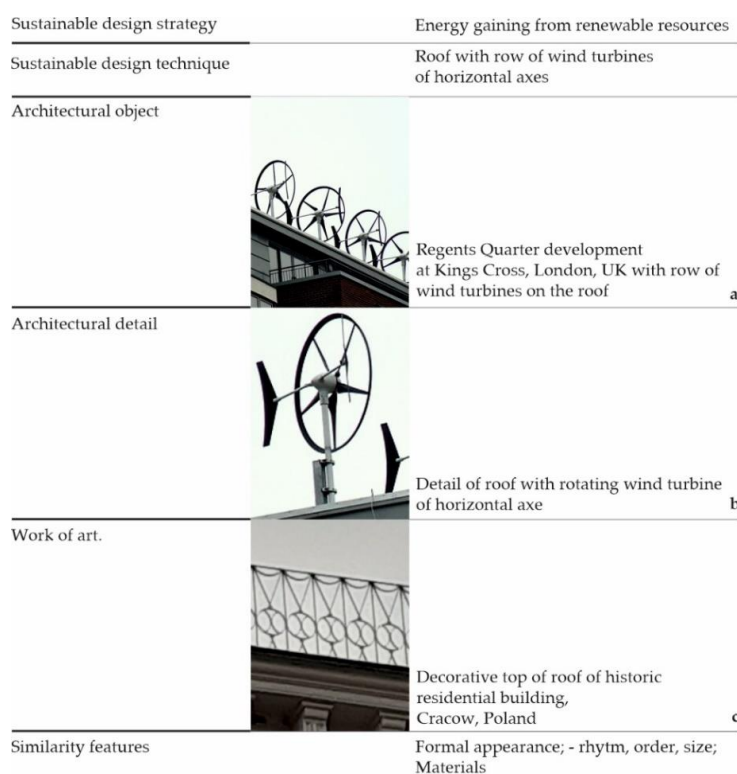 Sustainable design strategy
Energy gaining from renewable resources
Sustainable design technique
Roof with row of wind turbines
of horizontal axes
Architectural object
Regents Quarter development
at Kings Cross, London, UK with row of
wind turbines on the roof
a
Architectural detail
Detail of roof with rotating wind turbine
of horizontal axe
b
Work of art.
Decorative top of roof of historic
residential building,
Cracow, Poland
c
Similarity features
Formal appearance; - rhytm, order, size;
Materials